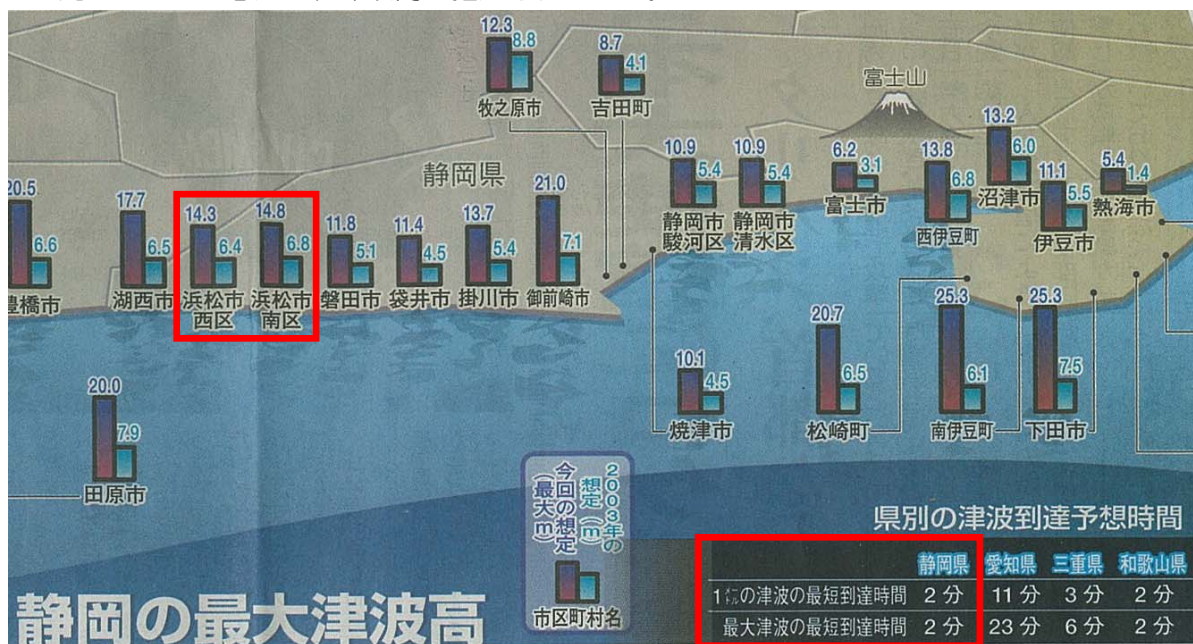 12.3
8.8
牧之原市
8.7
4.1
吉田町
富士山
静岡県
20.5
6.6
豊橋市
17.7
6.5
湖西市
14.3
6.4
浜松市
西区
14.8
6.8
浜松市
南区
11.8
5.1
磐田市
11.4
4.5
袋井市
13.7
5.4
掛川市
21.0
7.1
御前崎市
10.9
5.4
静岡市
駿河区
10.9
5.4
静岡市
清水区
6.2
3.1
富士市
13.8
6.8
西伊豆町
13.2
6.0
沼津市
11.1
5.5
伊豆市
5.4
1.4
熱海市
20.0
7.9
田原市
10.1
4.5
焼津市
20.7
6.5
松崎町
25.3
6.1
南伊豆町
25.3
7.5
下田市
2003年の
想定(m)
今回の想定
(最大m)
市区町村名
静岡の最大津波高
県別の津波到達予想時間
静岡県 愛知県 三重県 和歌山県
1㍍の津波の最短到達時間 2分 11分 3分 2分
最大津波の最短到達時間 2分 23分 6分 2分